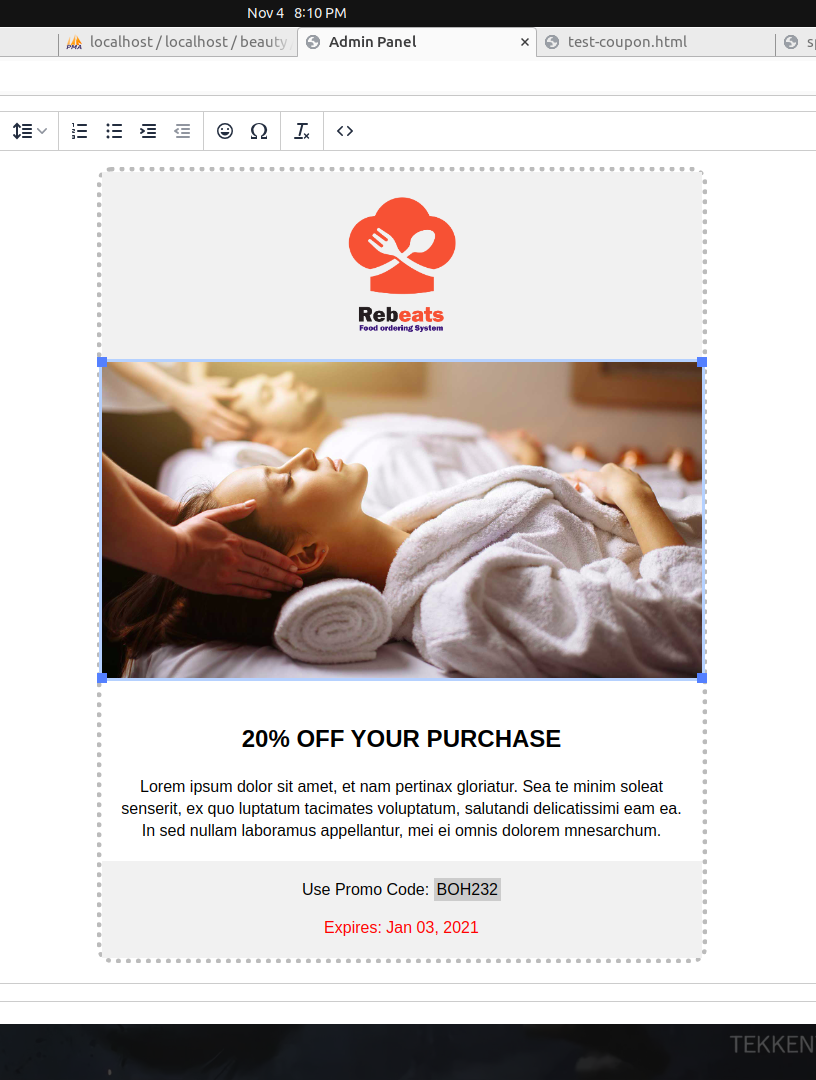 Nov 4 8:10 PM
localhost / localhost / beauty
Admin Panel
test-coupon.html
PMA
Rebeats
Food ordering System
20% OFF YOUR PURCHASE
Lorem ipsum dolor sit amet, et nam pertinax gloriatur. Sea te minim soleat
senserit, ex quo luptatum tacimates voluptatum, salutandi delicatissimi eam ea.
In sed nullam laboramus appellantur, mei ei omnis dolorem mnesarchum.
Use Promo Code: BOH232
Expires: Jan 03, 2021
TEKKEN